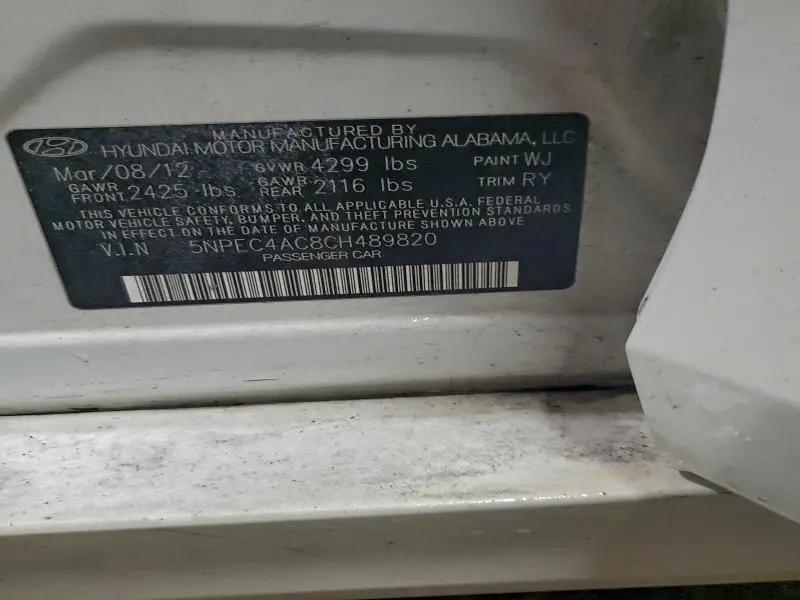 MANUFACTURED BY
HYUNDAI MOTOR MANUFACTURING ALABAMA, LLC
Mar/08/12 GVWR 4299 lbs PAINT WJ
GAWR FRONT 2425 lbs GAWR REAR 2116 lbs TRIM RY
THIS VEHICLE CONFORMS TO ALL APPLICABLE U.S.A. FEDERAL
MOTOR VEHICLE SAFETY, BUMPER, AND THEFT PREVENTION STANDARDS
IN EFFECT ON THE DATE OF MANUFACTURE SHOWN ABOVE
V.I.N 5NPEC4AC8CH489820
PASSENGER CAR